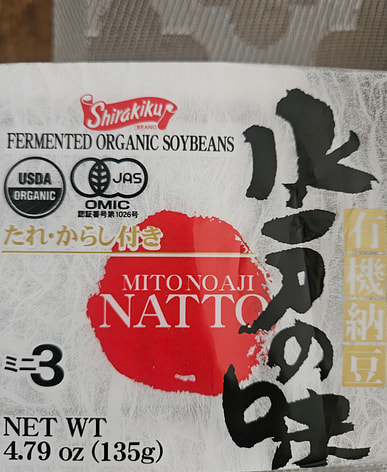 Shirakiku
BRAND
FERMENTED ORGANIC SOYBEANS
USDA
ORGANIC
JAS
OMIC
認証番号第1026号
たれ・からし付き
水戸の味
有機納豆
MITO NO AJI
NATTO
ミニ3
NET WT
4.79 oz (135g)